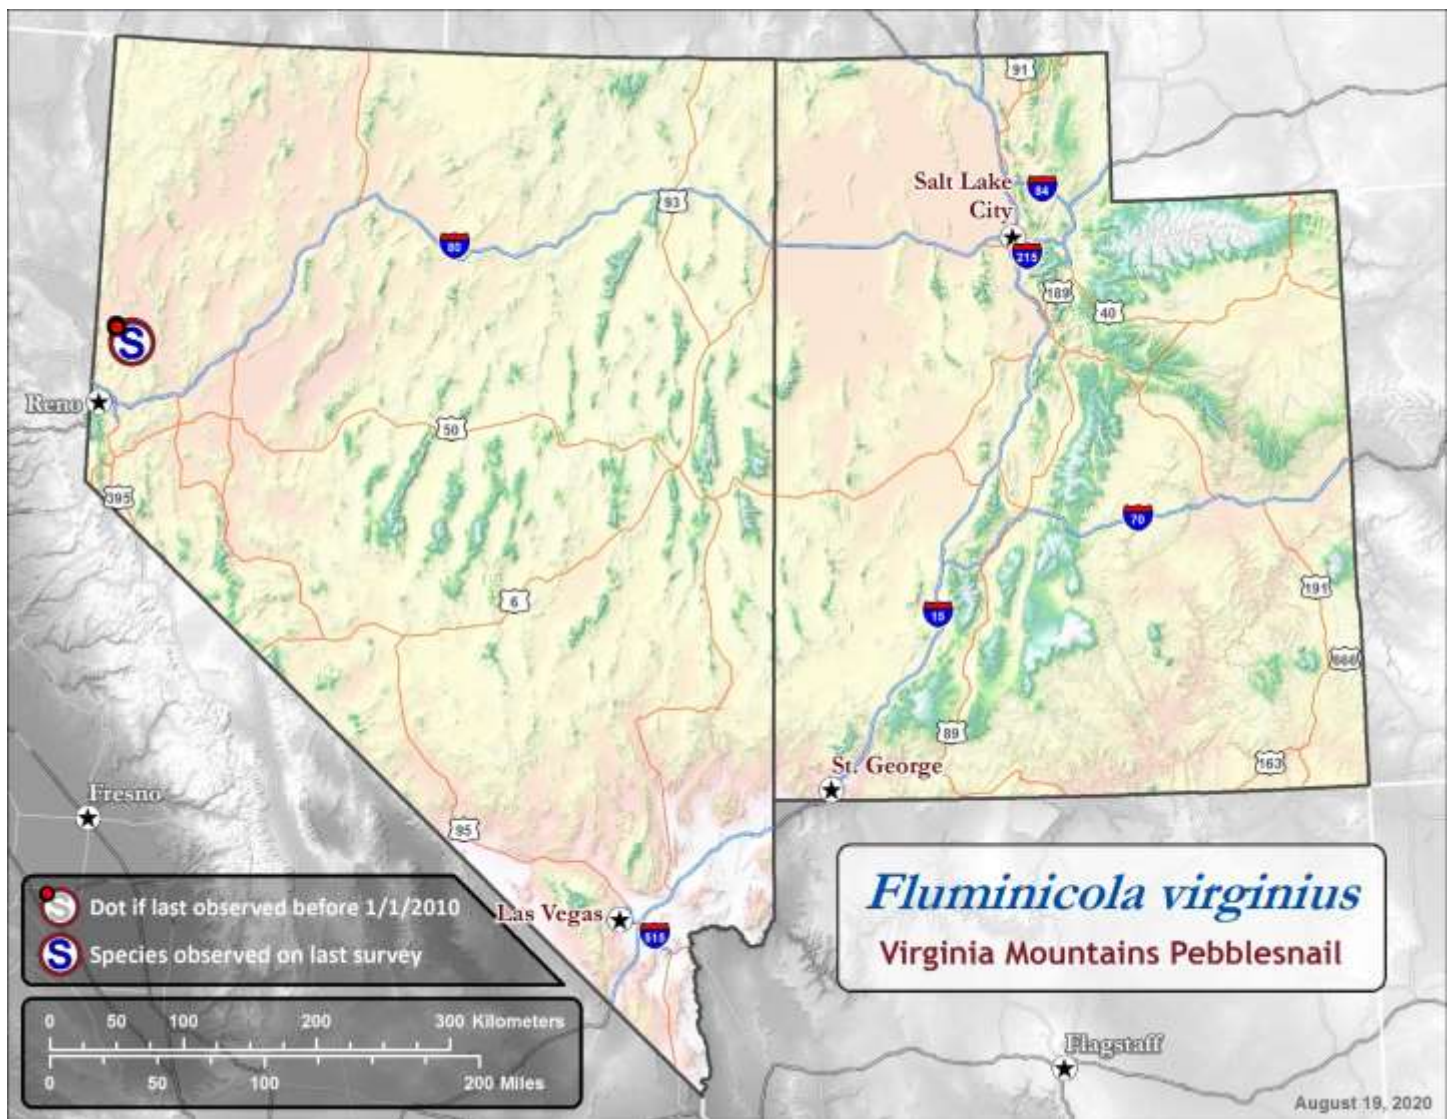 91
Salt Lake
City
84
93
80
215
189
40
S
Reno
50
395
70
6
191
15
666
89
163
St. George
Fresno
95
Las Vegas
515
Fluminicola virginius
Virginia Mountains Pebblesnail
S Dot if last observed before 1/1/2010
S Species observed on last survey
0 50 100 200 300 Kilometers
0 50 100 200 Miles
Flagstaff
August 19, 2020